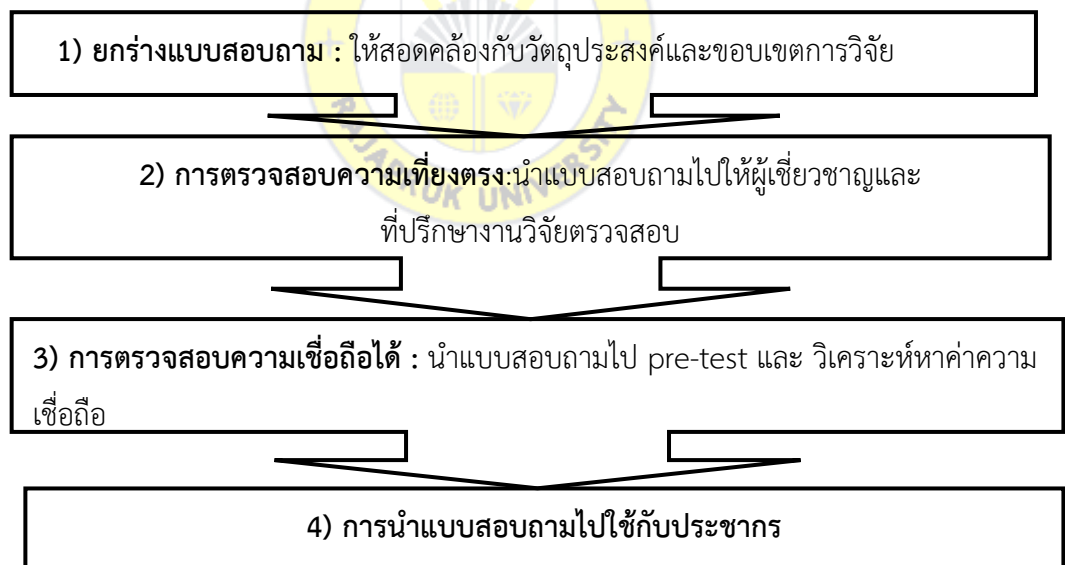 1) ยกร่างแบบสอบถาม : ให้สอดคล้องกับวัตถุประสงค์และขอบเขตการวิจัย
RAJAPRUK UNIVERSITY
2) การตรวจสอบความเที่ยงตรง:นำแบบสอบถามไปให้ผู้เชี่ยวชาญและ
ที่ปรึกษางานวิจัยตรวจสอบ
3) การตรวจสอบความเชื่อถือได้ : นำแบบสอบถามไป pre-test และ วิเคราะห์หาค่าความ
เชื่อถือ
4) การนำแบบสอบถามไปใช้กับประชากร